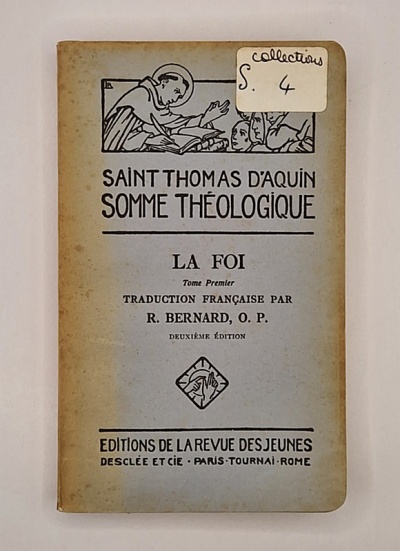 collections
S. 4
SAINT THOMAS D'AQUIN
SOMME THÉOLOGIQUE
LA FOI
Tome Premier
TRADUCTION FRANÇAISE PAR
R. BERNARD, O. P.
DEUXIÈME ÉDITION
EDITIONS DE LA REVUE DES JEUNES
DESCLÉE ET CIE · PARIS · TOURNAI · ROME